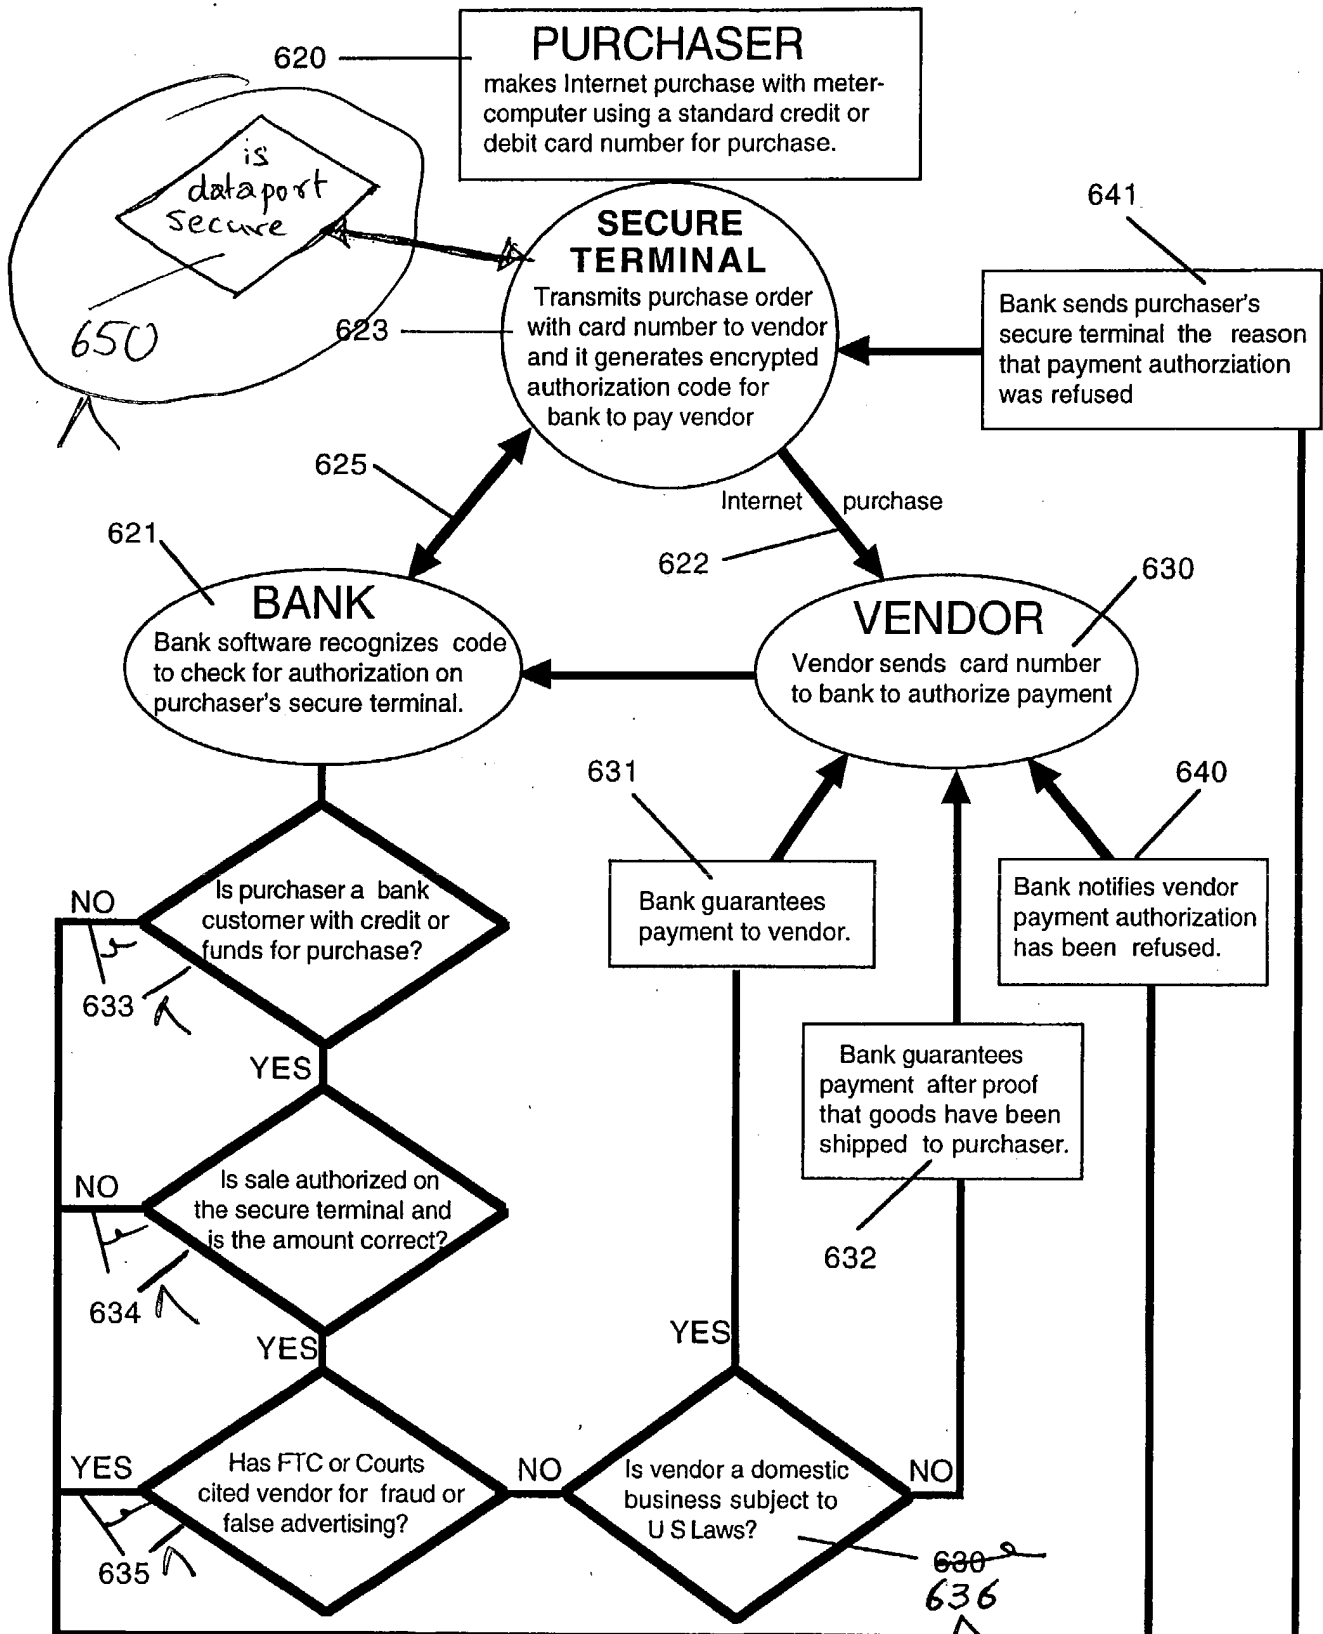 PURCHASER
620
makes Internet purchase with meter-
computer using a standard credit or
debit card number for purchase.
is
dataport
secure
650
SECURE
TERMINAL
Transmits purchase order
with card number to vendor
and it generates encrypted
authorization code for
bank to pay vendor
623
641
Bank sends purchaser's
secure terminal the reason
that payment authorziation
was refused
625
Internet purchase
622
621
BANK
Bank software recognizes code
to check for authorization on
purchaser's secure terminal.
630
VENDOR
Vendor sends card number
to bank to authorize payment
631
Bank guarantees
payment to vendor.
640
Bank notifies vendor
payment authorization
has been refused.
Bank guarantees
payment after proof
that goods have been
shipped to purchaser.
632
NO
Is purchaser a bank
customer with credit or
funds for purchase?
633
YES
NO
Is sale authorized on
the secure terminal and
is the amount correct?
634
YES
YES
Has FTC or Courts
cited vendor for fraud or
false advertising?
635
NO
YES
Is vendor a domestic
business subject to
U S Laws?
NO
630
636